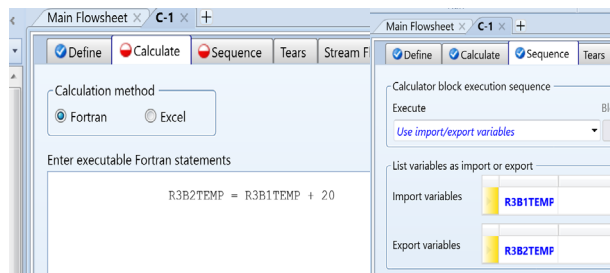 Main Flowsheet × C-1 × +
Define Calculate Sequence Tears Stream F
Calculation method
Fortran Excel
Enter executable Fortran statements
R3B2TEMP = R3B1TEMP + 20
Main Flowsheet × C-1 × +
Define Calculate Sequence Tears
Calculator block execution sequence
Execute Bl
Use import/export variables
List variables as import or export
Import variables R3B1TEMP
Export variables R3B2TEMP